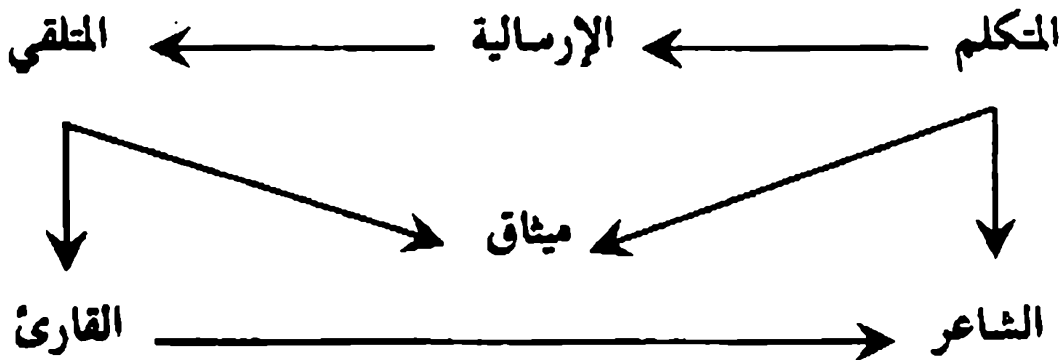 المتكلم الإرسالية المتلقي
ميثاق
الشاعر القارئ